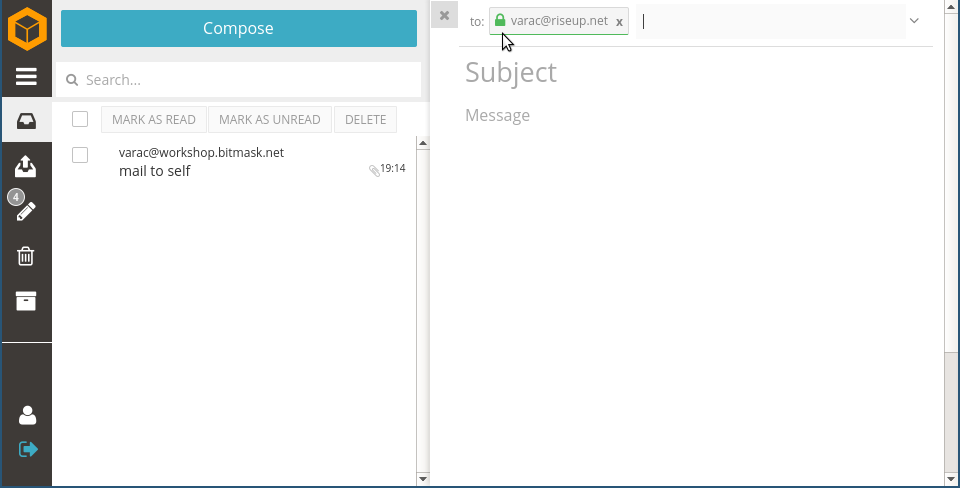 Compose
Search...
MARK AS READ MARK AS UNREAD DELETE
varac@workshop.bitmask.net
mail to self 19:14
4
to: varac@riseup.net x
Subject
Message